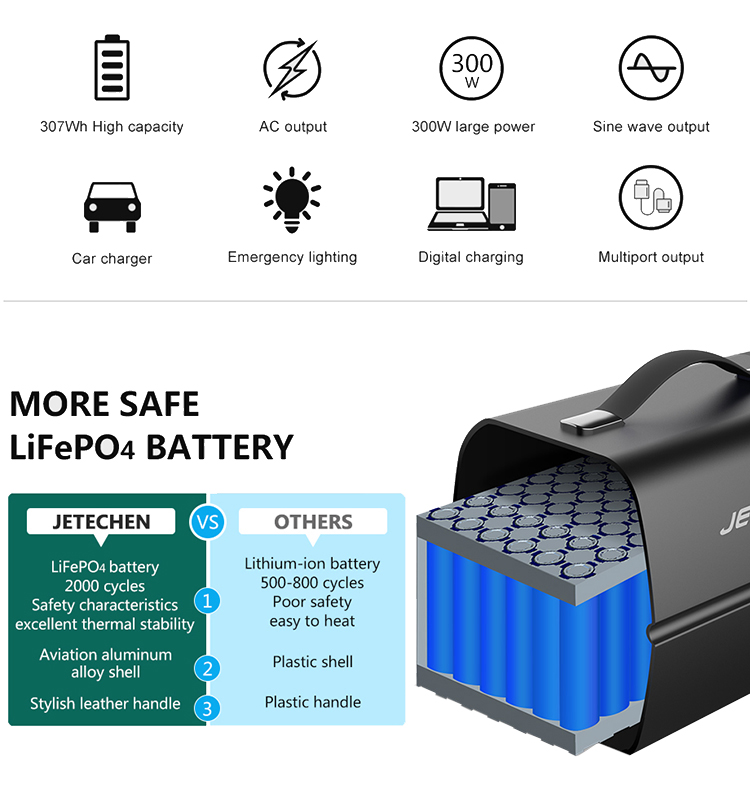 300
W
307Wh High capacity
AC output
300W large power
Sine wave output
Car charger
Emergency lighting
Digital charging
Multiport output
MORE SAFE
LiFePO4 BATTERY
JETECHEN
VS
OTHERS
LiFePO4 battery
2000 cycles
Safety characteristics
excellent thermal stability
1
Lithium-ion battery
500-800 cycles
Poor safety
easy to heat
Aviation aluminum
alloy shell
2
Plastic shell
Stylish leather handle
3
Plastic handle
JE